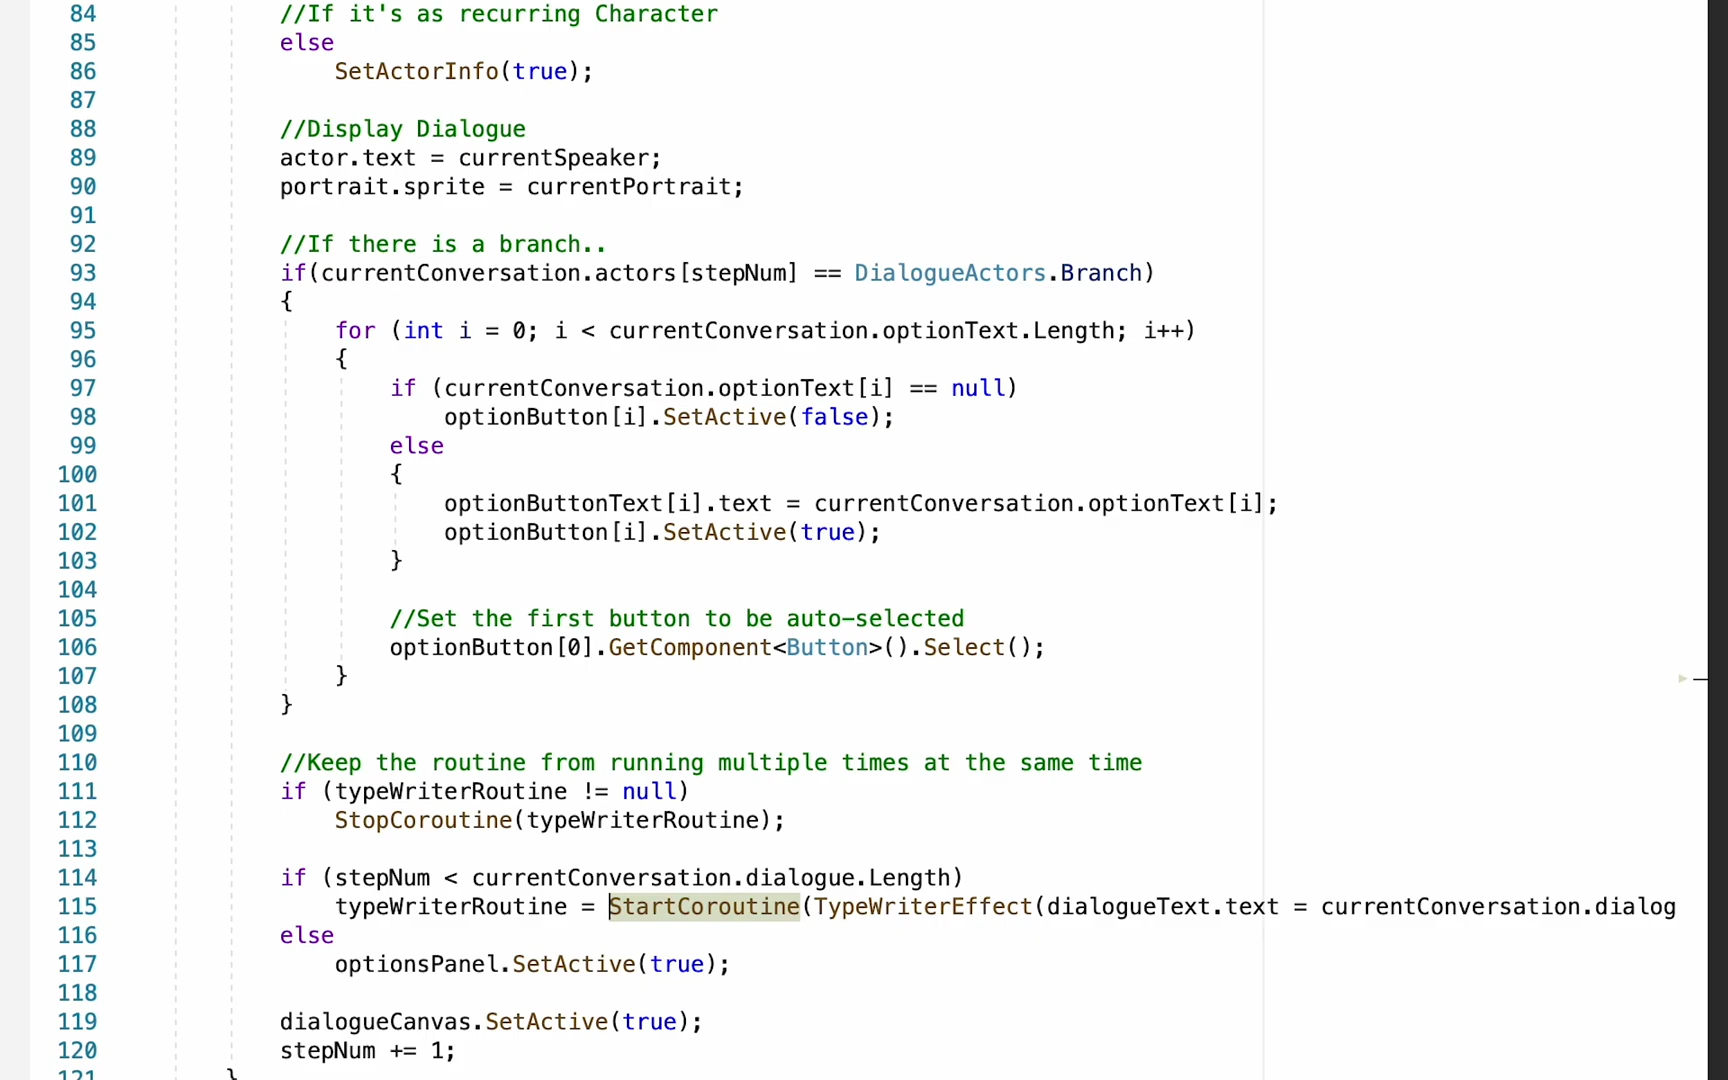 84 //If it's as recurring Character
85 else
86 SetActorInfo(true);
87
88 //Display Dialogue
89 actor.text = currentSpeaker;
90 portrait.sprite = currentPortrait;
91
92 //If there is a branch..
93 if(currentConversation.actors[stepNum] == DialogueActors.Branch)
94 {
95 for (int i = 0; i < currentConversation.optionText.Length; i++)
96 {
97 if (currentConversation.optionText[i] == null)
98 optionButton[i].SetActive(false);
99 else
100 {
101 optionButtonText[i].text = currentConversation.optionText[i];
102 optionButton[i].SetActive(true);
103 }
104
105 //Set the first button to be auto-selected
106 optionButton[0].GetComponent<Button>().Select();
107 }
108 }
109
110 //Keep the routine from running multiple times at the same time
111 if (typeWriterRoutine != null)
112 StopCoroutine(typeWriterRoutine);
113
114 if (stepNum < currentConversation.dialogue.Length)
115 typeWriterRoutine = StartCoroutine(TypeWriterEffect(dialogueText.text = currentConversation.dialog
116 else
117 optionsPanel.SetActive(true);
118
119 dialogueCanvas.SetActive(true);
120 stepNum += 1;
121 }